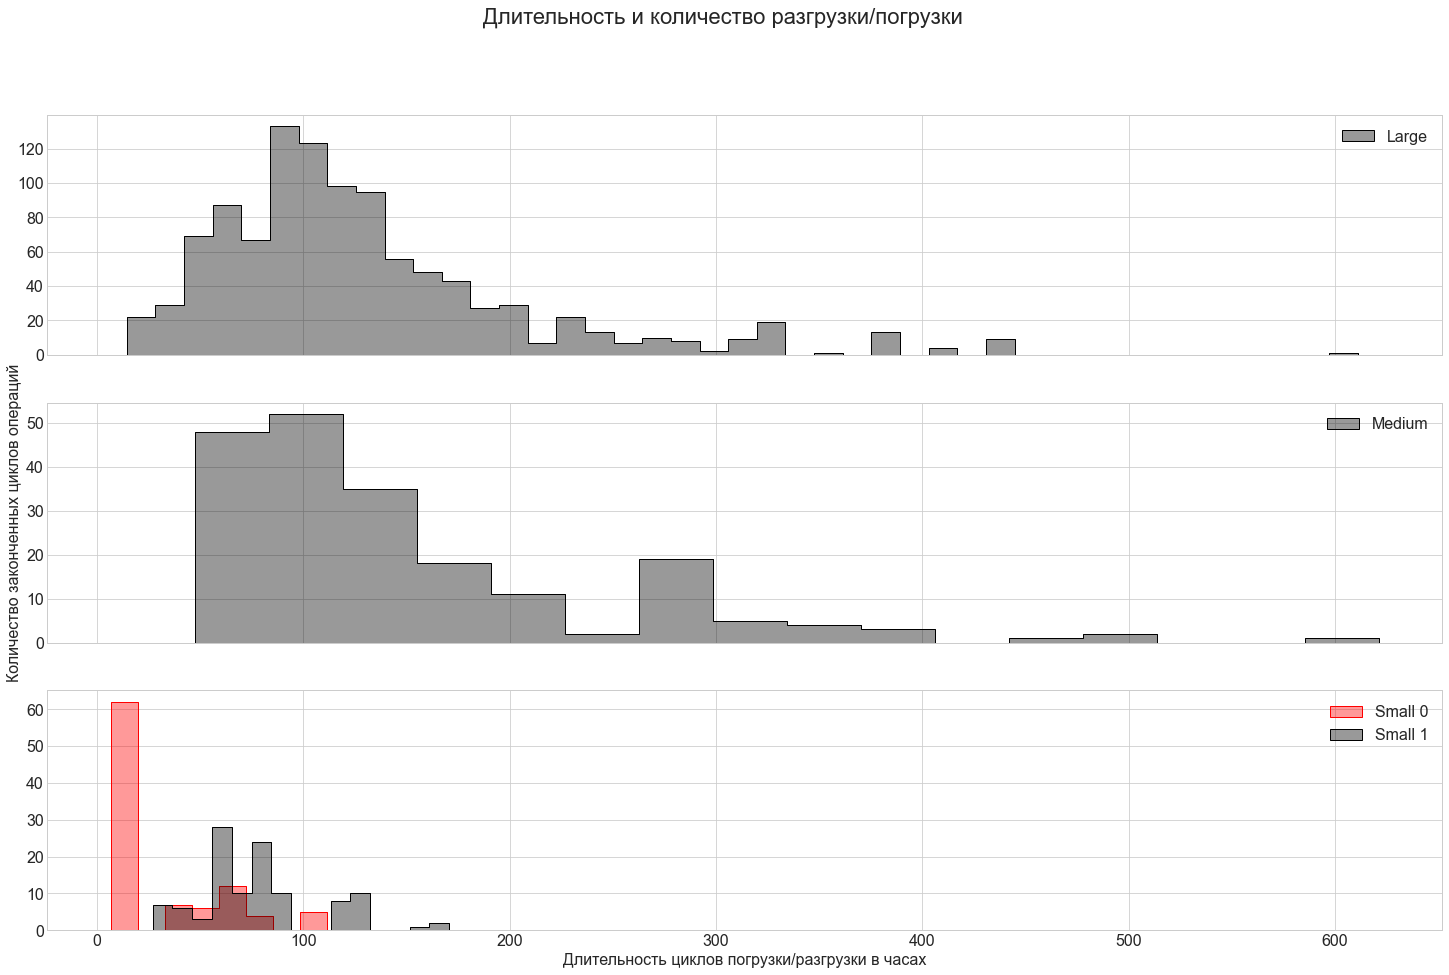 Длительность и количество разгрузки/погрузки
Large
120
100
80
60
40
20
0
Количество законченных циклов операций
Medium
50
40
30
20
10
0
Small 0
Small 1
60
50
40
30
20
10
0
0 100 200 300 400 500 600
Длительность циклов погрузки/разгрузки в часах